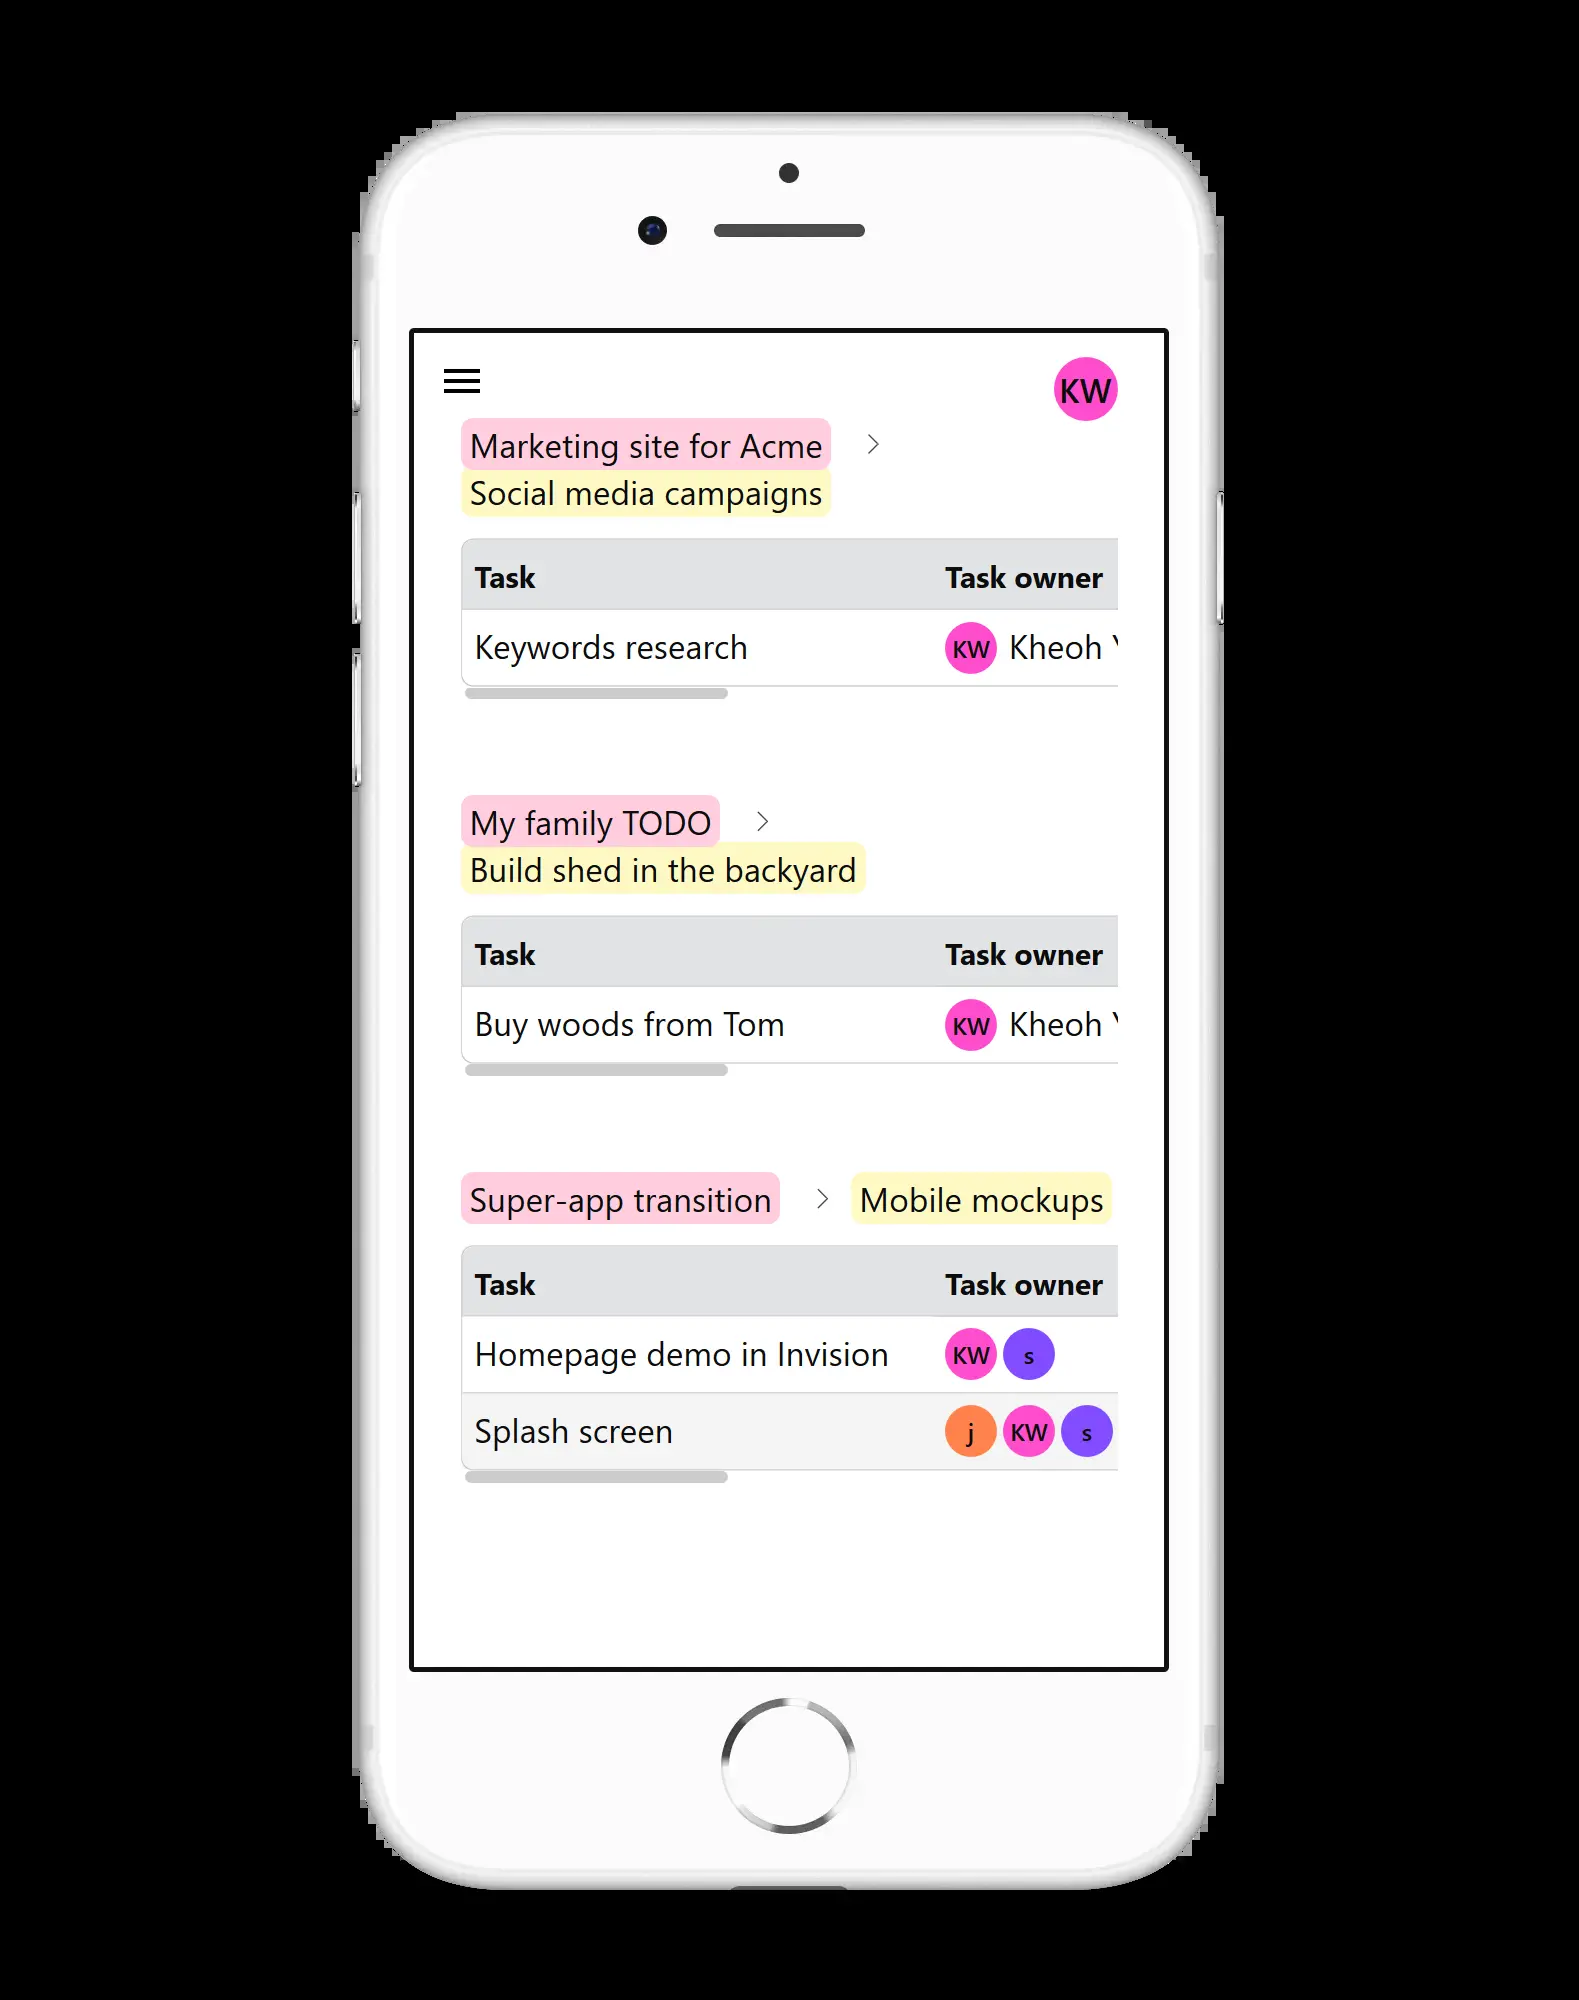 KW
Marketing site for Acme >
Social media campaigns
Task Task owner
Keywords research KW Kheoh
My family TODO >
Build shed in the backyard
Task Task owner
Buy woods from Tom KW Kheoh
Super-app transition > Mobile mockups
Task Task owner
Homepage demo in Invision KW s
Splash screen j KW s